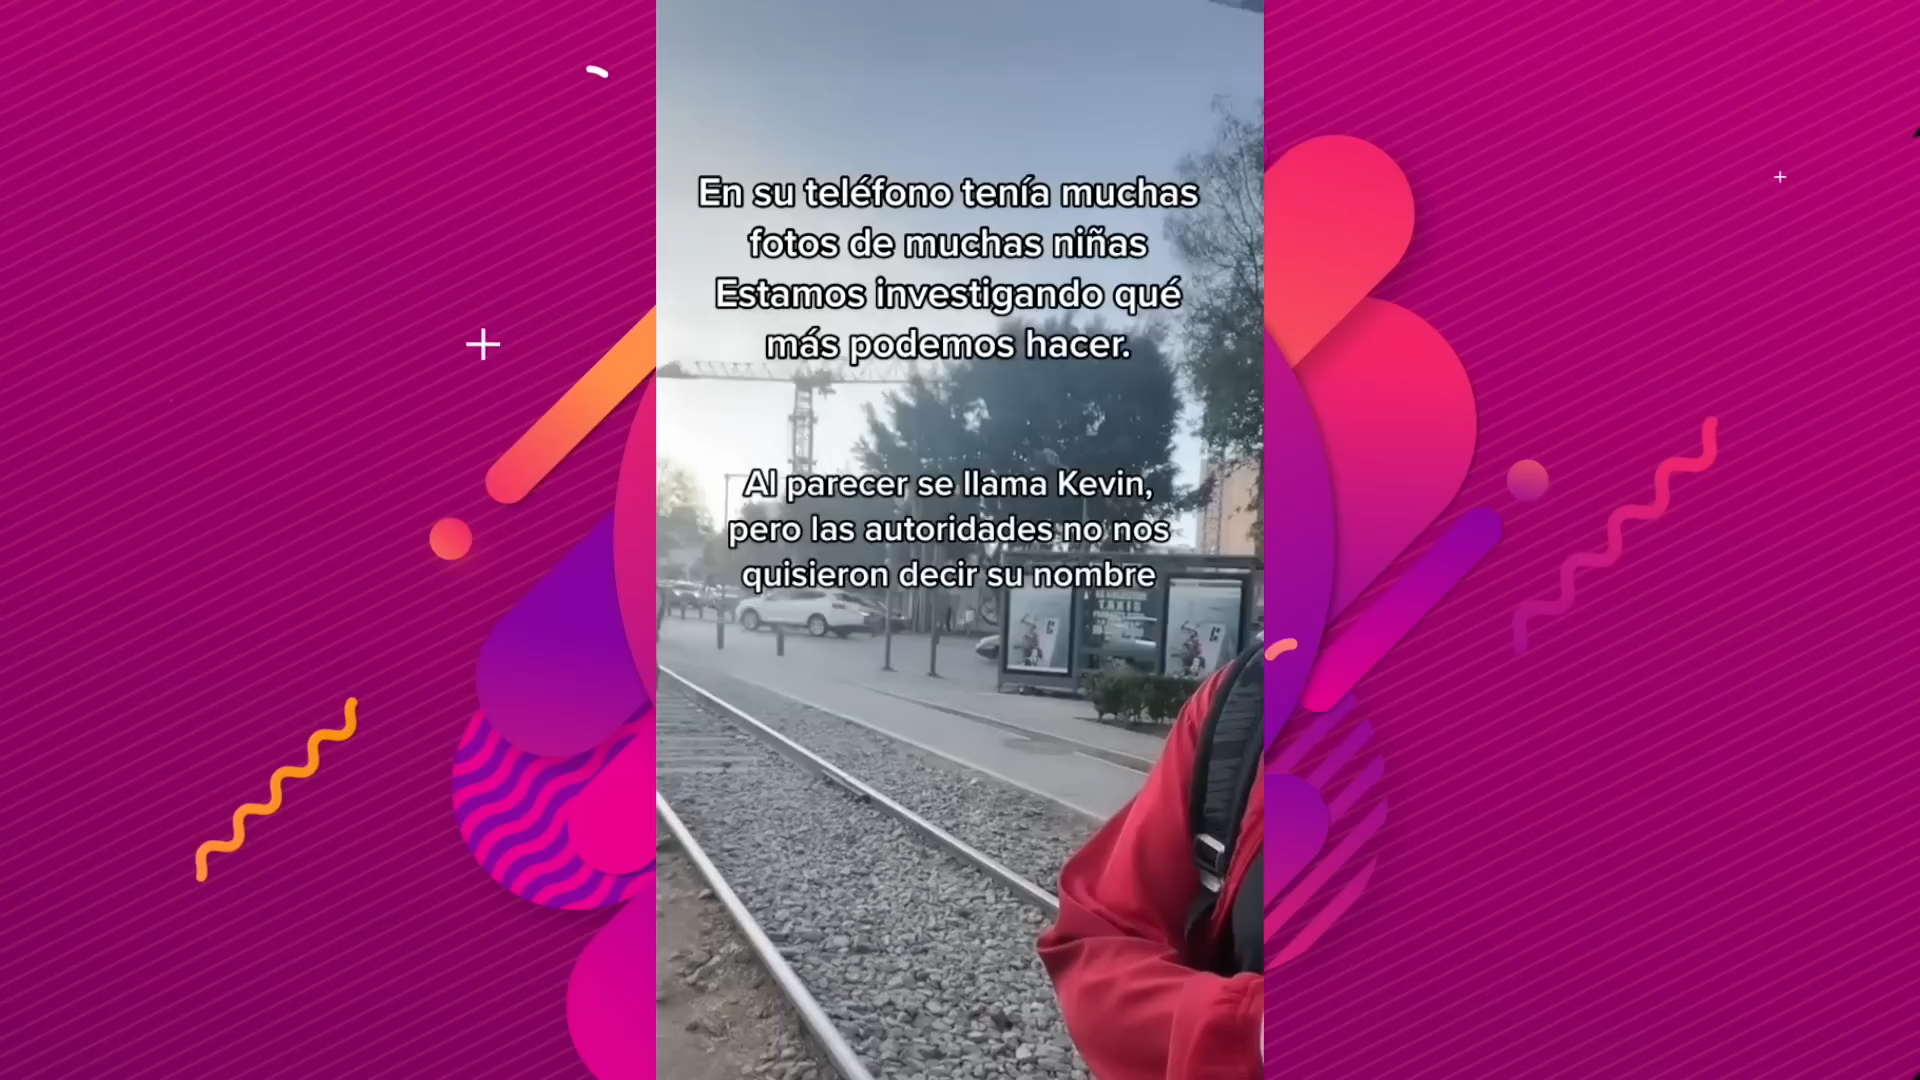 En su teléfono tenía muchas
fotos de muchas niñas
Estamos investigando qué
más podemos hacer.
Al parecer se llama Kevin,
pero las autoridades no nos
quisieron decir su nombre
TAXIS